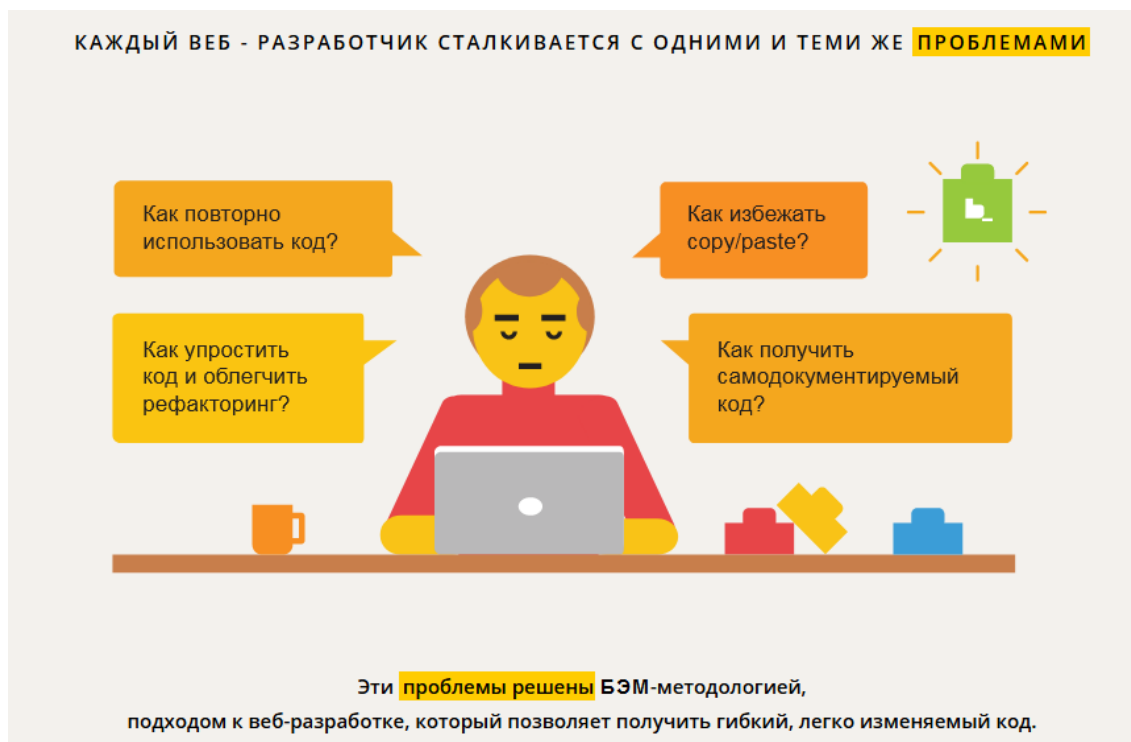 КАЖДЫЙ ВЕБ - РАЗРАБОТЧИК СТАЛКИВАЕТСЯ С ОДНИМИ И ТЕМИ ЖЕ ПРОБЛЕМАМИ
Как повторно
использовать код?
Как избежать
copy/paste?
b_
Как упростить
код и облегчить
рефакторинг?
Как получить
самодокументируемый
код?
Эти проблемы решены БЭМ-методологией,
подходом к веб-разработке, который позволяет получить гибкий, легко изменяемый код.